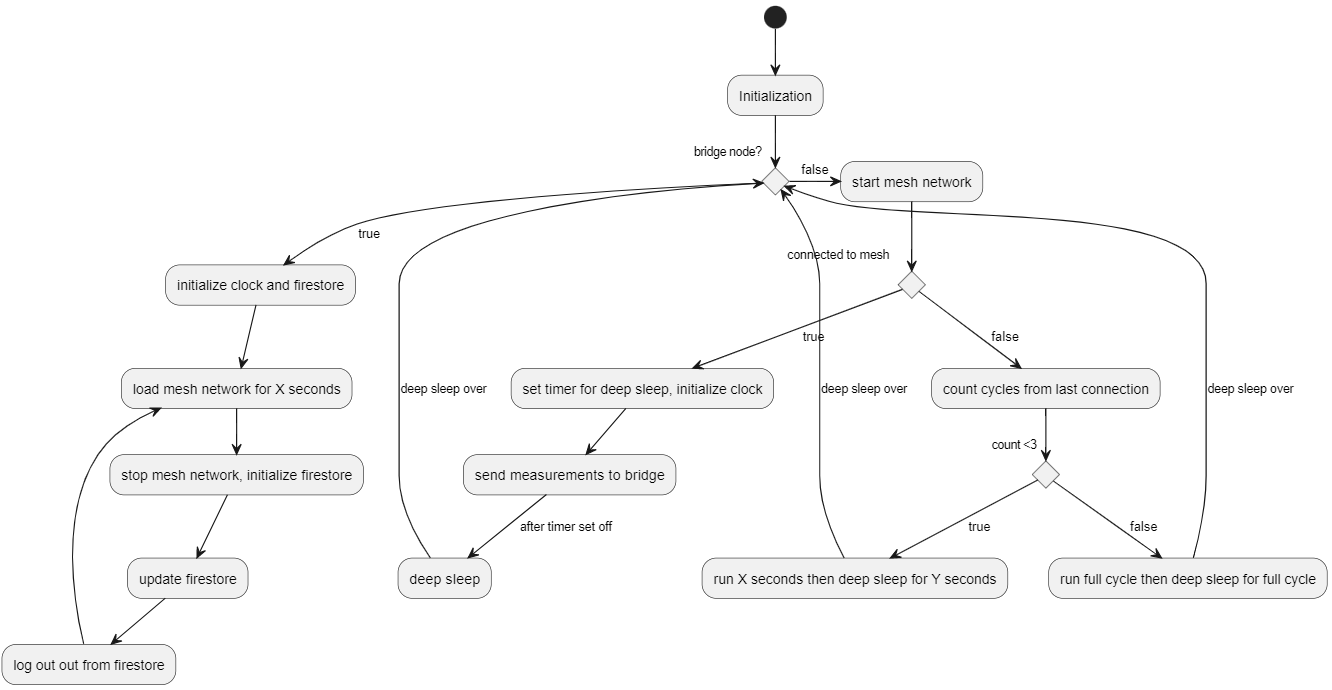 Initialization
bridge node?
false
start mesh network
true
connected to mesh
initialize clock and firestore
true
false
load mesh network for X seconds
deep sleep over
set timer for deep sleep, initialize clock
deep sleep over
count cycles from last connection
deep sleep over
count <3
stop mesh network, initialize firestore
send measurements to bridge
after timer set off
true
false
update firestore
deep sleep
run X seconds then deep sleep for Y seconds
run full cycle then deep sleep for full cycle
log out out from firestore